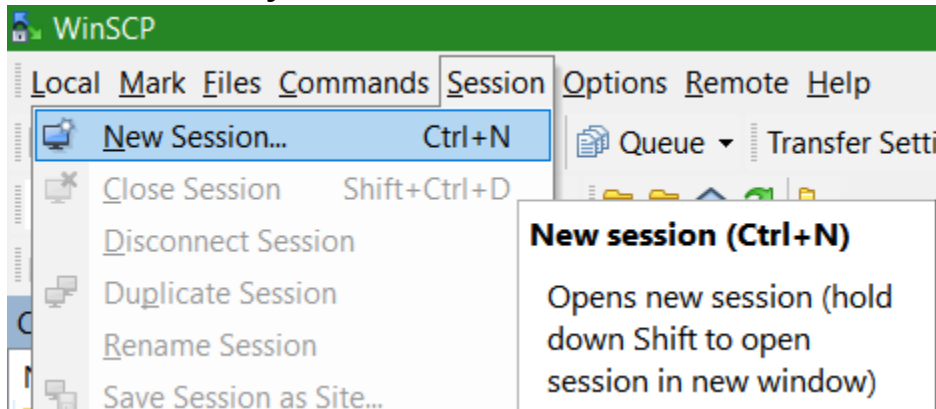 WinSCP
Local Mark Files Commands Session Options Remote Help
New Session... Ctrl+N
Queue
Transfer Setti
Close Session Shift+Ctrl+D
Disconnect Session
Duplicate Session
Rename Session
Save Session as Site...
New session (Ctrl+N)
Opens new session (hold
down Shift to open
session in new window)